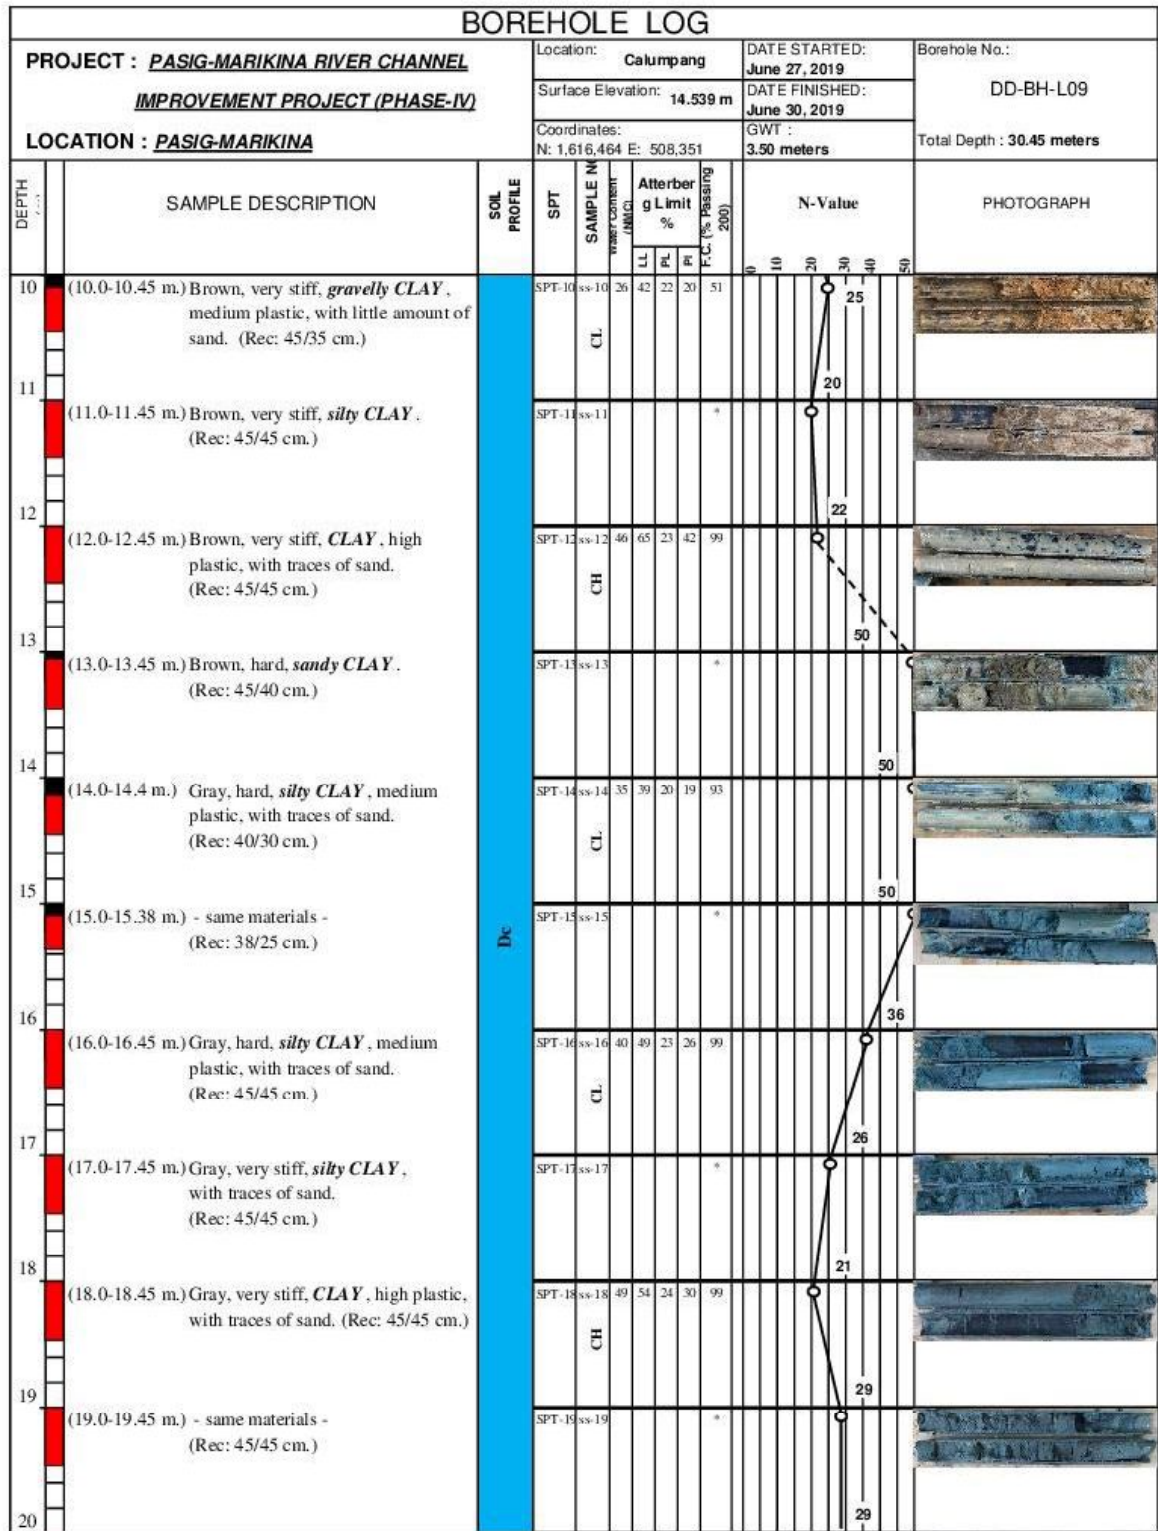 BOREHOLE LOG
PROJECT : PASIG-MARIKINA RIVER CHANNEL
IMPROVEMENT PROJECT (PHASE-IV)
LOCATION : PASIG-MARIKINA
Location: Calumpang
Surface Elevation: 14.539 m
Coordinates:
N: 1,616,464 E: 508,351
DATE STARTED:
June 27, 2019
DATE FINISHED:
June 30, 2019
GWT :
3.50 meters
Borehole No.:
DD-BH-L09
Total Depth : 30.45 meters
DEPTH
SAMPLE DESCRIPTION
SOIL
PROFILE
SPT
SAMPLE NO
Water Content
(NMC)
Atterber
g Limit
%
LL PL PI
F.C. (% Passing
200)
N-Value
0 10 20 30 40 50
PHOTOGRAPH
10 (10.0-10.45 m.) Brown, very stiff, gravelly CLAY , SPT-10 ss-10 26 42 22 20 51 25
medium plastic, with little amount of
sand. (Rec: 45/35 cm.) CL
20
11 (11.0-11.45 m.) Brown, very stiff, silty CLAY . SPT-11 ss-11 *
(Rec: 45/45 cm.)
22
12 (12.0-12.45 m.) Brown, very stiff, CLAY , high SPT-12 ss-12 46 65 23 42 99
plastic, with traces of sand.
(Rec: 45/45 cm.) CH
50
13 (13.0-13.45 m.) Brown, hard, sandy CLAY . SPT-13 ss-13 *
(Rec: 45/40 cm.)
50
14 (14.0-14.4 m.) Gray, hard, silty CLAY , medium SPT-14 ss-14 35 39 20 19 93
plastic, with traces of sand.
(Rec: 40/30 cm.) CL
50
15 (15.0-15.38 m.) - same materials - SPT-15 ss-15 *
(Rec: 38/25 cm.) Dc
36
16 (16.0-16.45 m.) Gray, hard, silty CLAY , medium SPT-16 ss-16 40 49 23 26 99
plastic, with traces of sand.
(Rec: 45/45 cm.) CL
26
17 (17.0-17.45 m.) Gray, very stiff, silty CLAY , SPT-17 ss-17 *
with traces of sand.
(Rec: 45/45 cm.)
21
18 (18.0-18.45 m.) Gray, very stiff, CLAY , high plastic, SPT-18 ss-18 49 54 24 30 99
with traces of sand. (Rec: 45/45 cm.)
CH
29
19 (19.0-19.45 m.) - same materials - SPT-19 ss-19 *
(Rec: 45/45 cm.)
29
20